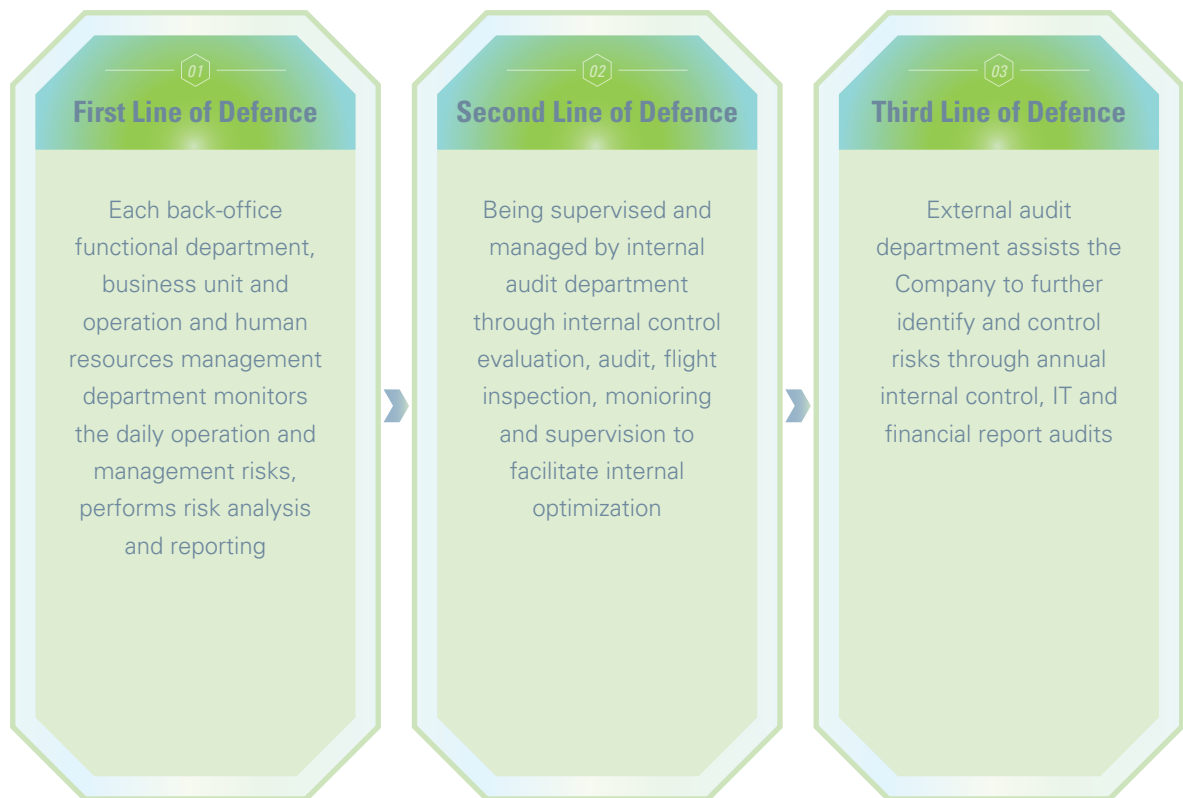 01
First Line of Defence
Each back-office
functional department,
business unit and
operation and human
resources management
department monitors
the daily operation and
management risks,
performs risk analysis
and reporting
02
Second Line of Defence
Being supervised and
managed by internal
audit department
through internal control
evaluation, audit, flight
inspection, monioring
and supervision to
facilitate internal
optimization
03
Third Line of Defence
External audit
department assists the
Company to further
identify and control
risks through annual
internal control, IT and
financial report audits